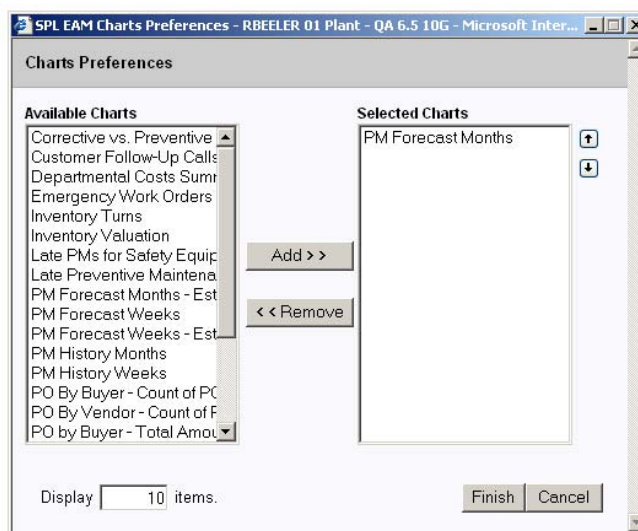 SPL EAM Charts Preferences - RBEELER 01 Plant - QA 6.5 10G - Microsoft Inter...
Charts Preferences
Available Charts
Corrective vs. Preventive
Customer Follow-Up Calls
Departmental Costs Sum
Emergency Work Orders
Inventory Turns
Inventory Valuation
Late PMs for Safety Equip
Late Preventive Maintena
PM Forecast Months - Est
PM Forecast Weeks
PM Forecast Weeks - Est
PM History Months
PM History Weeks
PO By Buyer - Count of PO
PO By Vendor - Count of P
PO by Buyer - Total Amou
Add >>
<< Remove
Selected Charts
PM Forecast Months
Display 10 items.
Finish Cancel